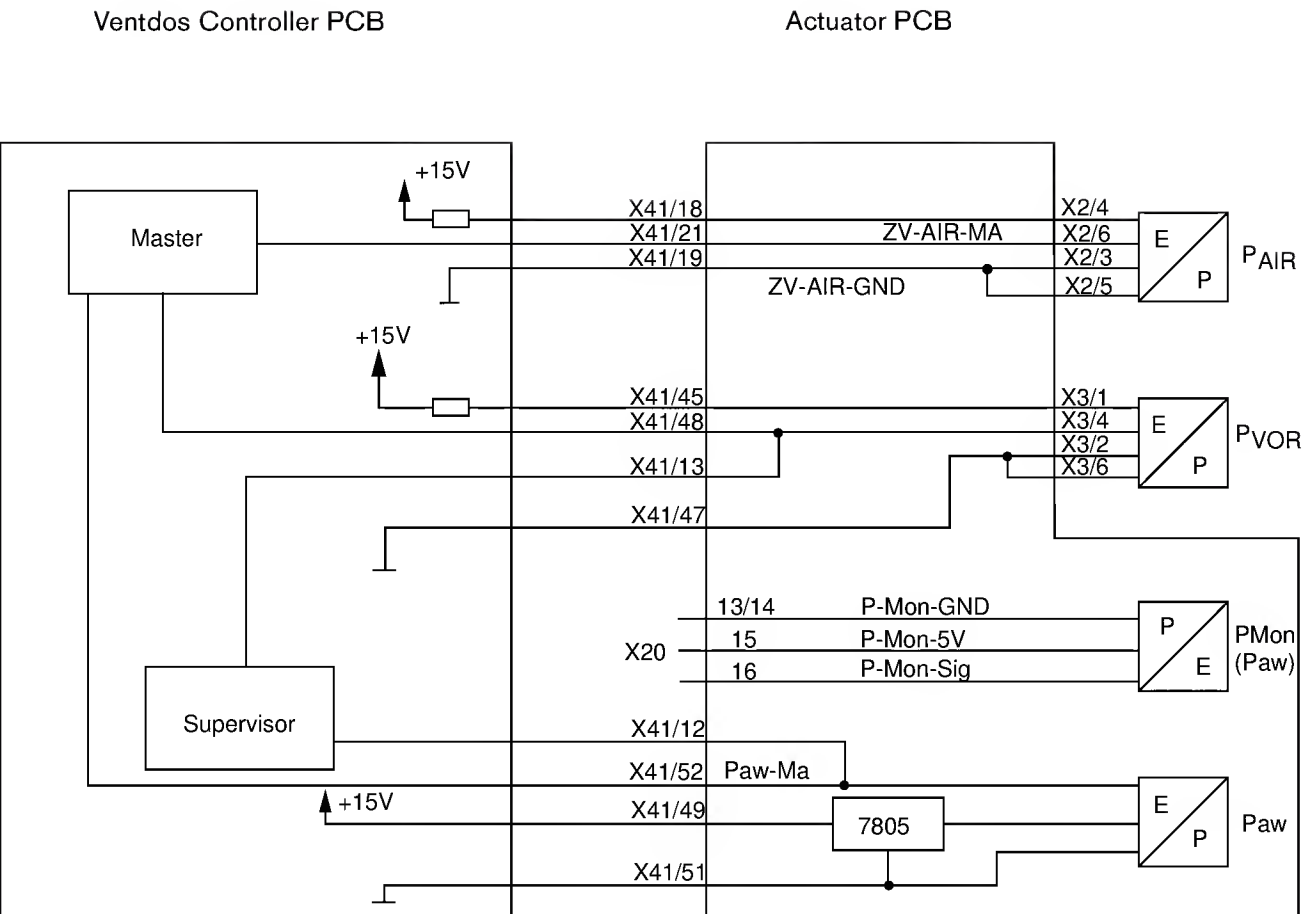 Ventdos Controller PCB
Actuator PCB
+15V
Master
X41/18
X41/21
X41/19
ZV-AIR-MA
ZV-AIR-GND
X2/4
X2/6
X2/3
X2/5
E
P
PAIR
+15V
X41/45
X41/48
X41/13
X41/47
X3/1
X3/4
X3/2
X3/6
E
P
PVOR
X20
13/14 P-Mon-GND
15 P-Mon-5V
16 P-Mon-Sig
P
E
PMon
(Paw)
Supervisor
X41/12
X41/52 Paw-Ma
+15V
X41/49
7805
X41/51
E
P
Paw